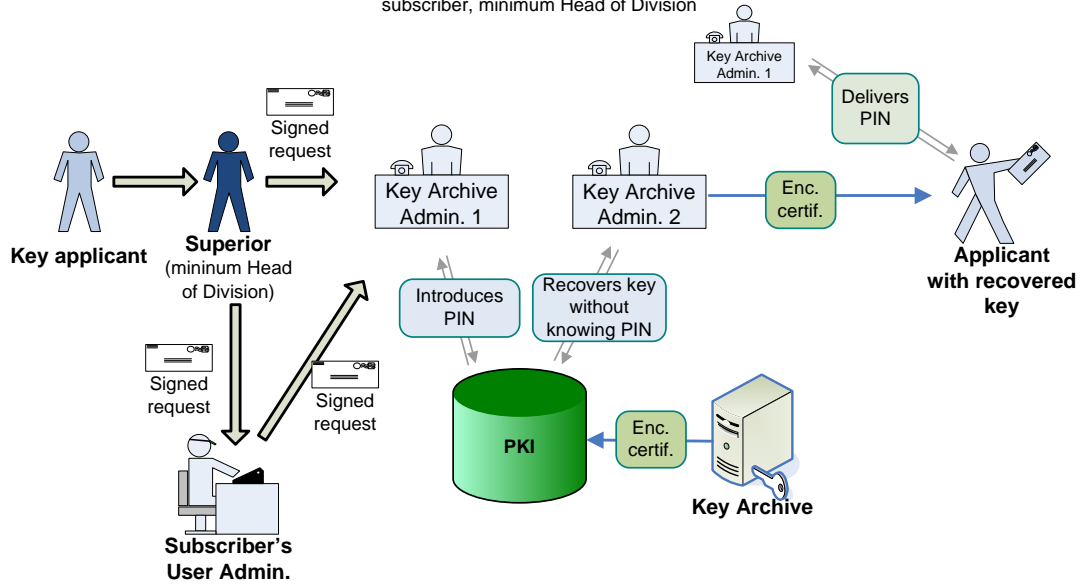 subscriber, minimum Head of Division
Key Archive
Admin. 1
Delivers
PIN
Signed
request
Key Archive
Admin. 1
Key Archive
Admin. 2
Enc.
certif.
Key applicant
Superior
(mininum Head
of Division)
Applicant
with recovered
key
Introduces
PIN
Recovers key
without
knowing PIN
Signed
request
Signed
request
PKI
Enc.
certif.
Key Archive
Subscriber's
User Admin.